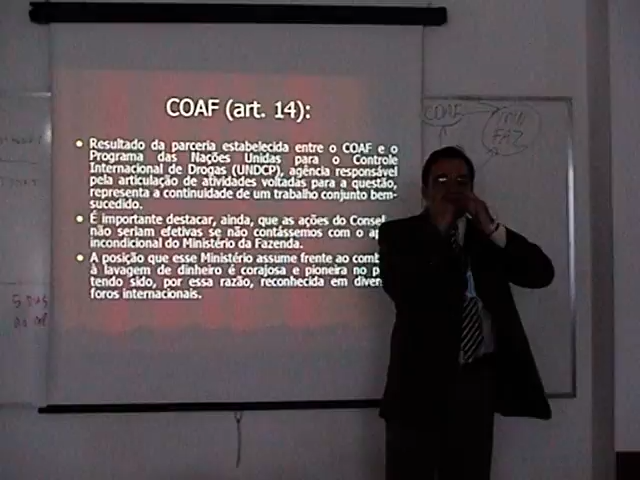 COAF (art. 14):
Resultado da parceria estabelecida entre o COAF e o
Programa das Nações Unidas para o Controle
Internacional de Drogas (UNDCP), agência responsável
pela articulação de atividades voltadas para a questão,
representa a continuidade de um trabalho conjunto bem-
sucedido.
É importante destacar, ainda, que as ações do Consel
não seriam efetivas se não contássemos com o ap
incondicional do Ministério da Fazenda.
A posição que esse Ministério assume frente ao comb
à lavagem de dinheiro é corajosa e pioneira no p
tendo sido, por essa razão, reconhecida em diver
foros internacionais.
COAF
MIN
FAZ